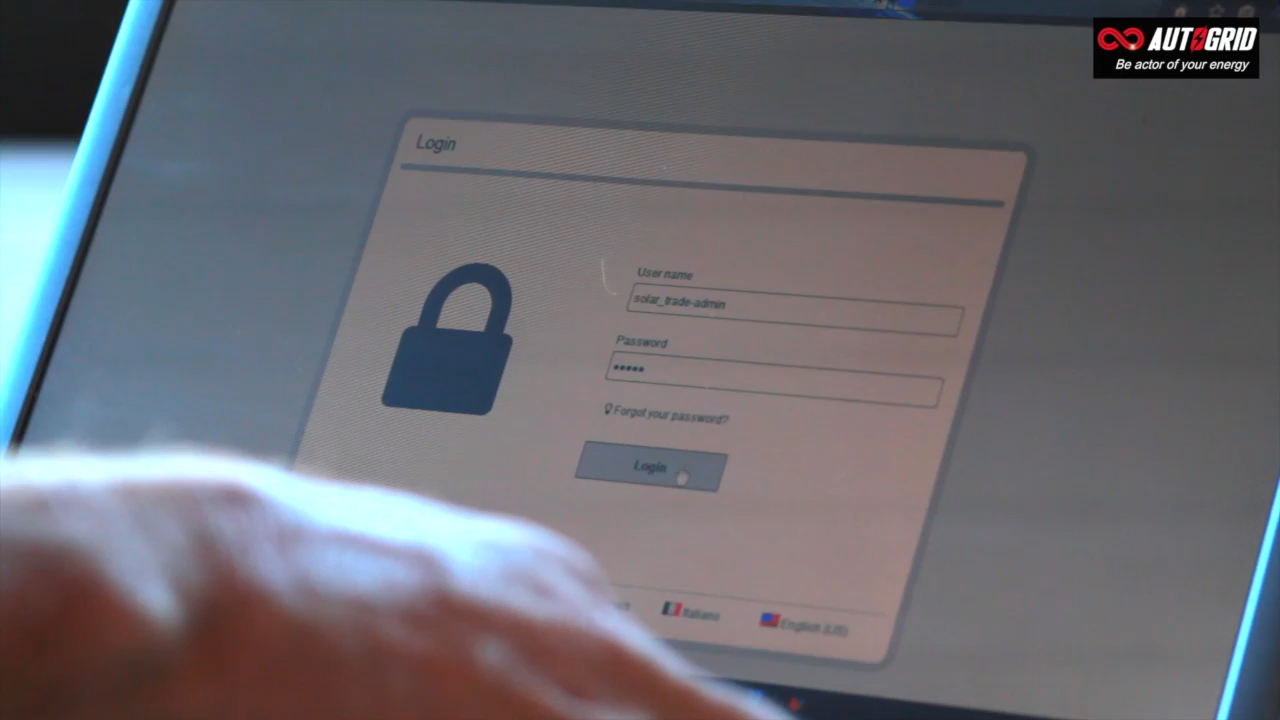 AUTOGRID
Be actor of your energy
Login
User name
solar_trade-admin
Password
•••••
Forgot your password?
Login
Italiano
English (US)